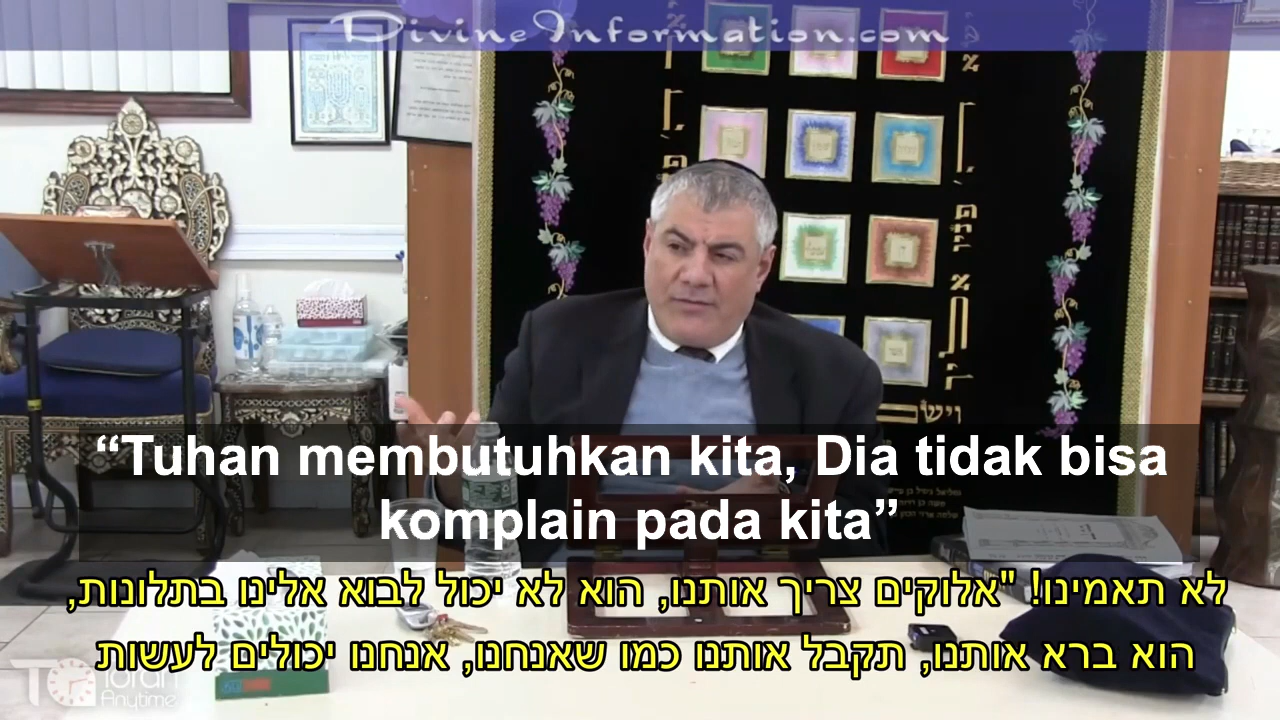 DivineInformation.com
“Tuhan membutuhkan kita, Dia tidak bisa
komplain pada kita”
לא תאמינו! "אלוקים צריך אותנו, הוא לא יכול לבוא אלינו בתלונות,
הוא ברא אותנו, תקבל אותנו כמו שאנחנו, אנחנו יכולים לעשות
Torah
Anytime